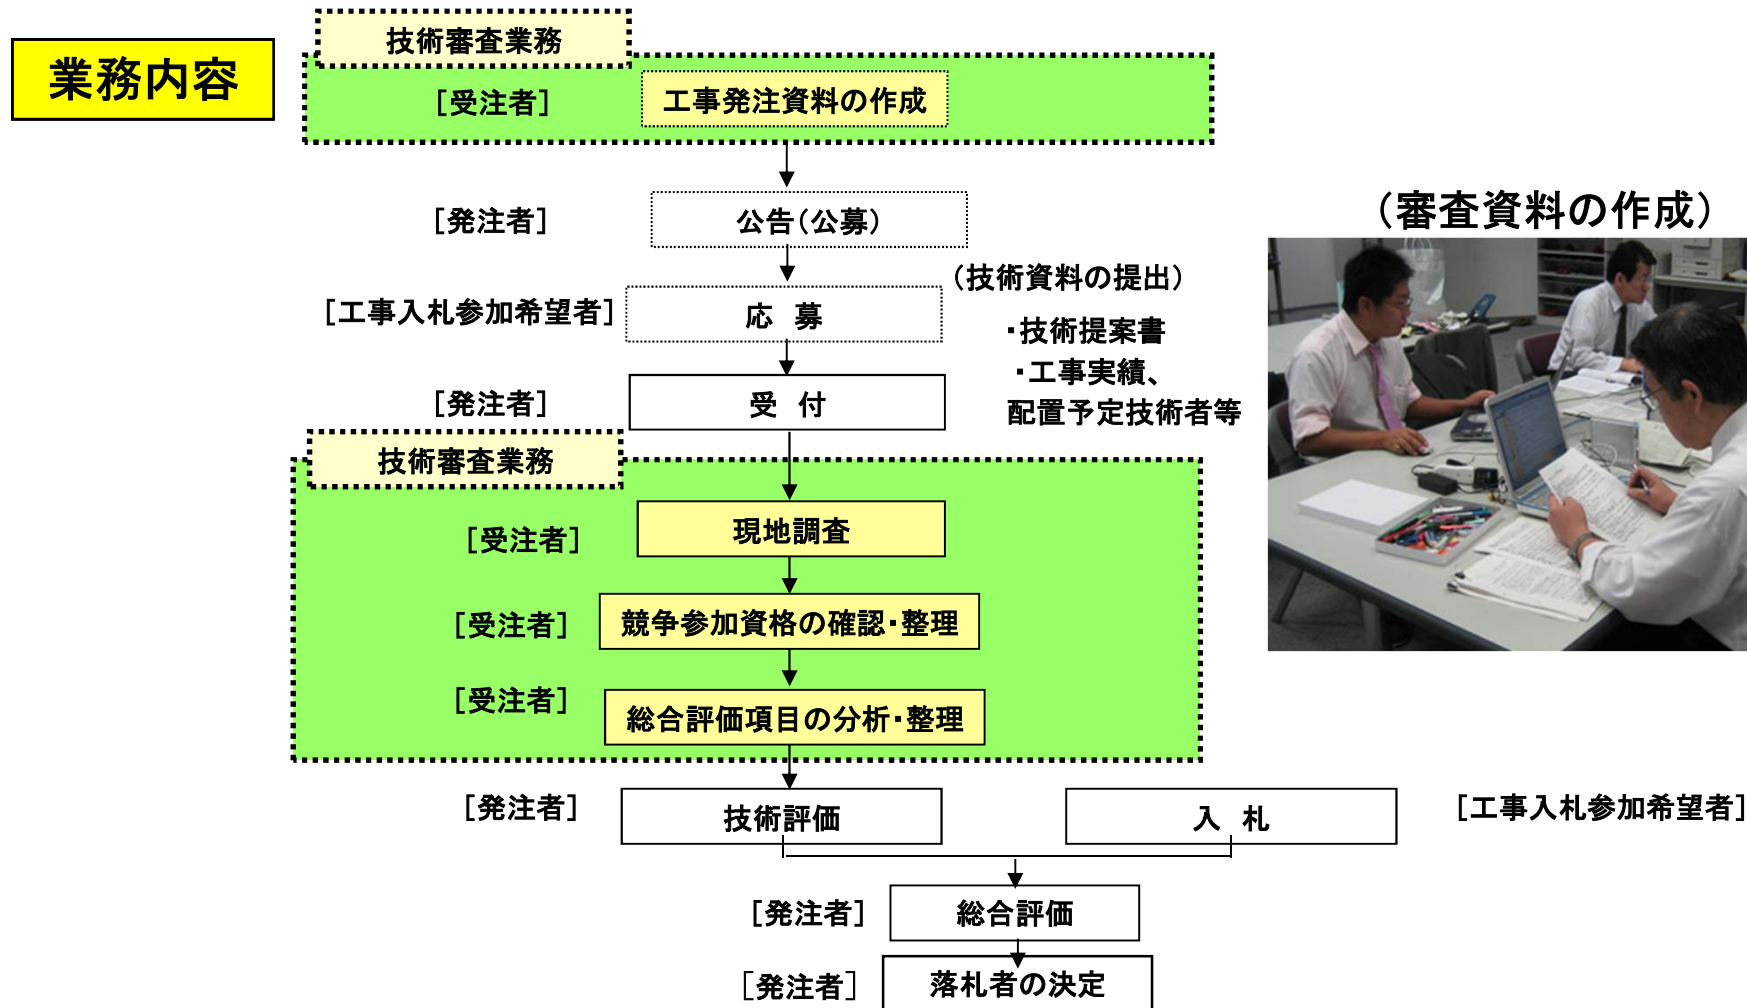 業務内容
技術審査業務
［受注者］
工事発注資料の作成
［発注者］
公告（公募）
（審査資料の作成）
［工事入札参加希望者］
応　募
（技術資料の提出）
・技術提案書
・工事実績、
配置予定技術者等
［発注者］
受　付
技術審査業務
［受注者］
現地調査
［受注者］
競争参加資格の確認・整理
［受注者］
総合評価項目の分析・整理
［発注者］
技術評価
入　札
［工事入札参加希望者］
［発注者］
総合評価
［発注者］
落札者の決定